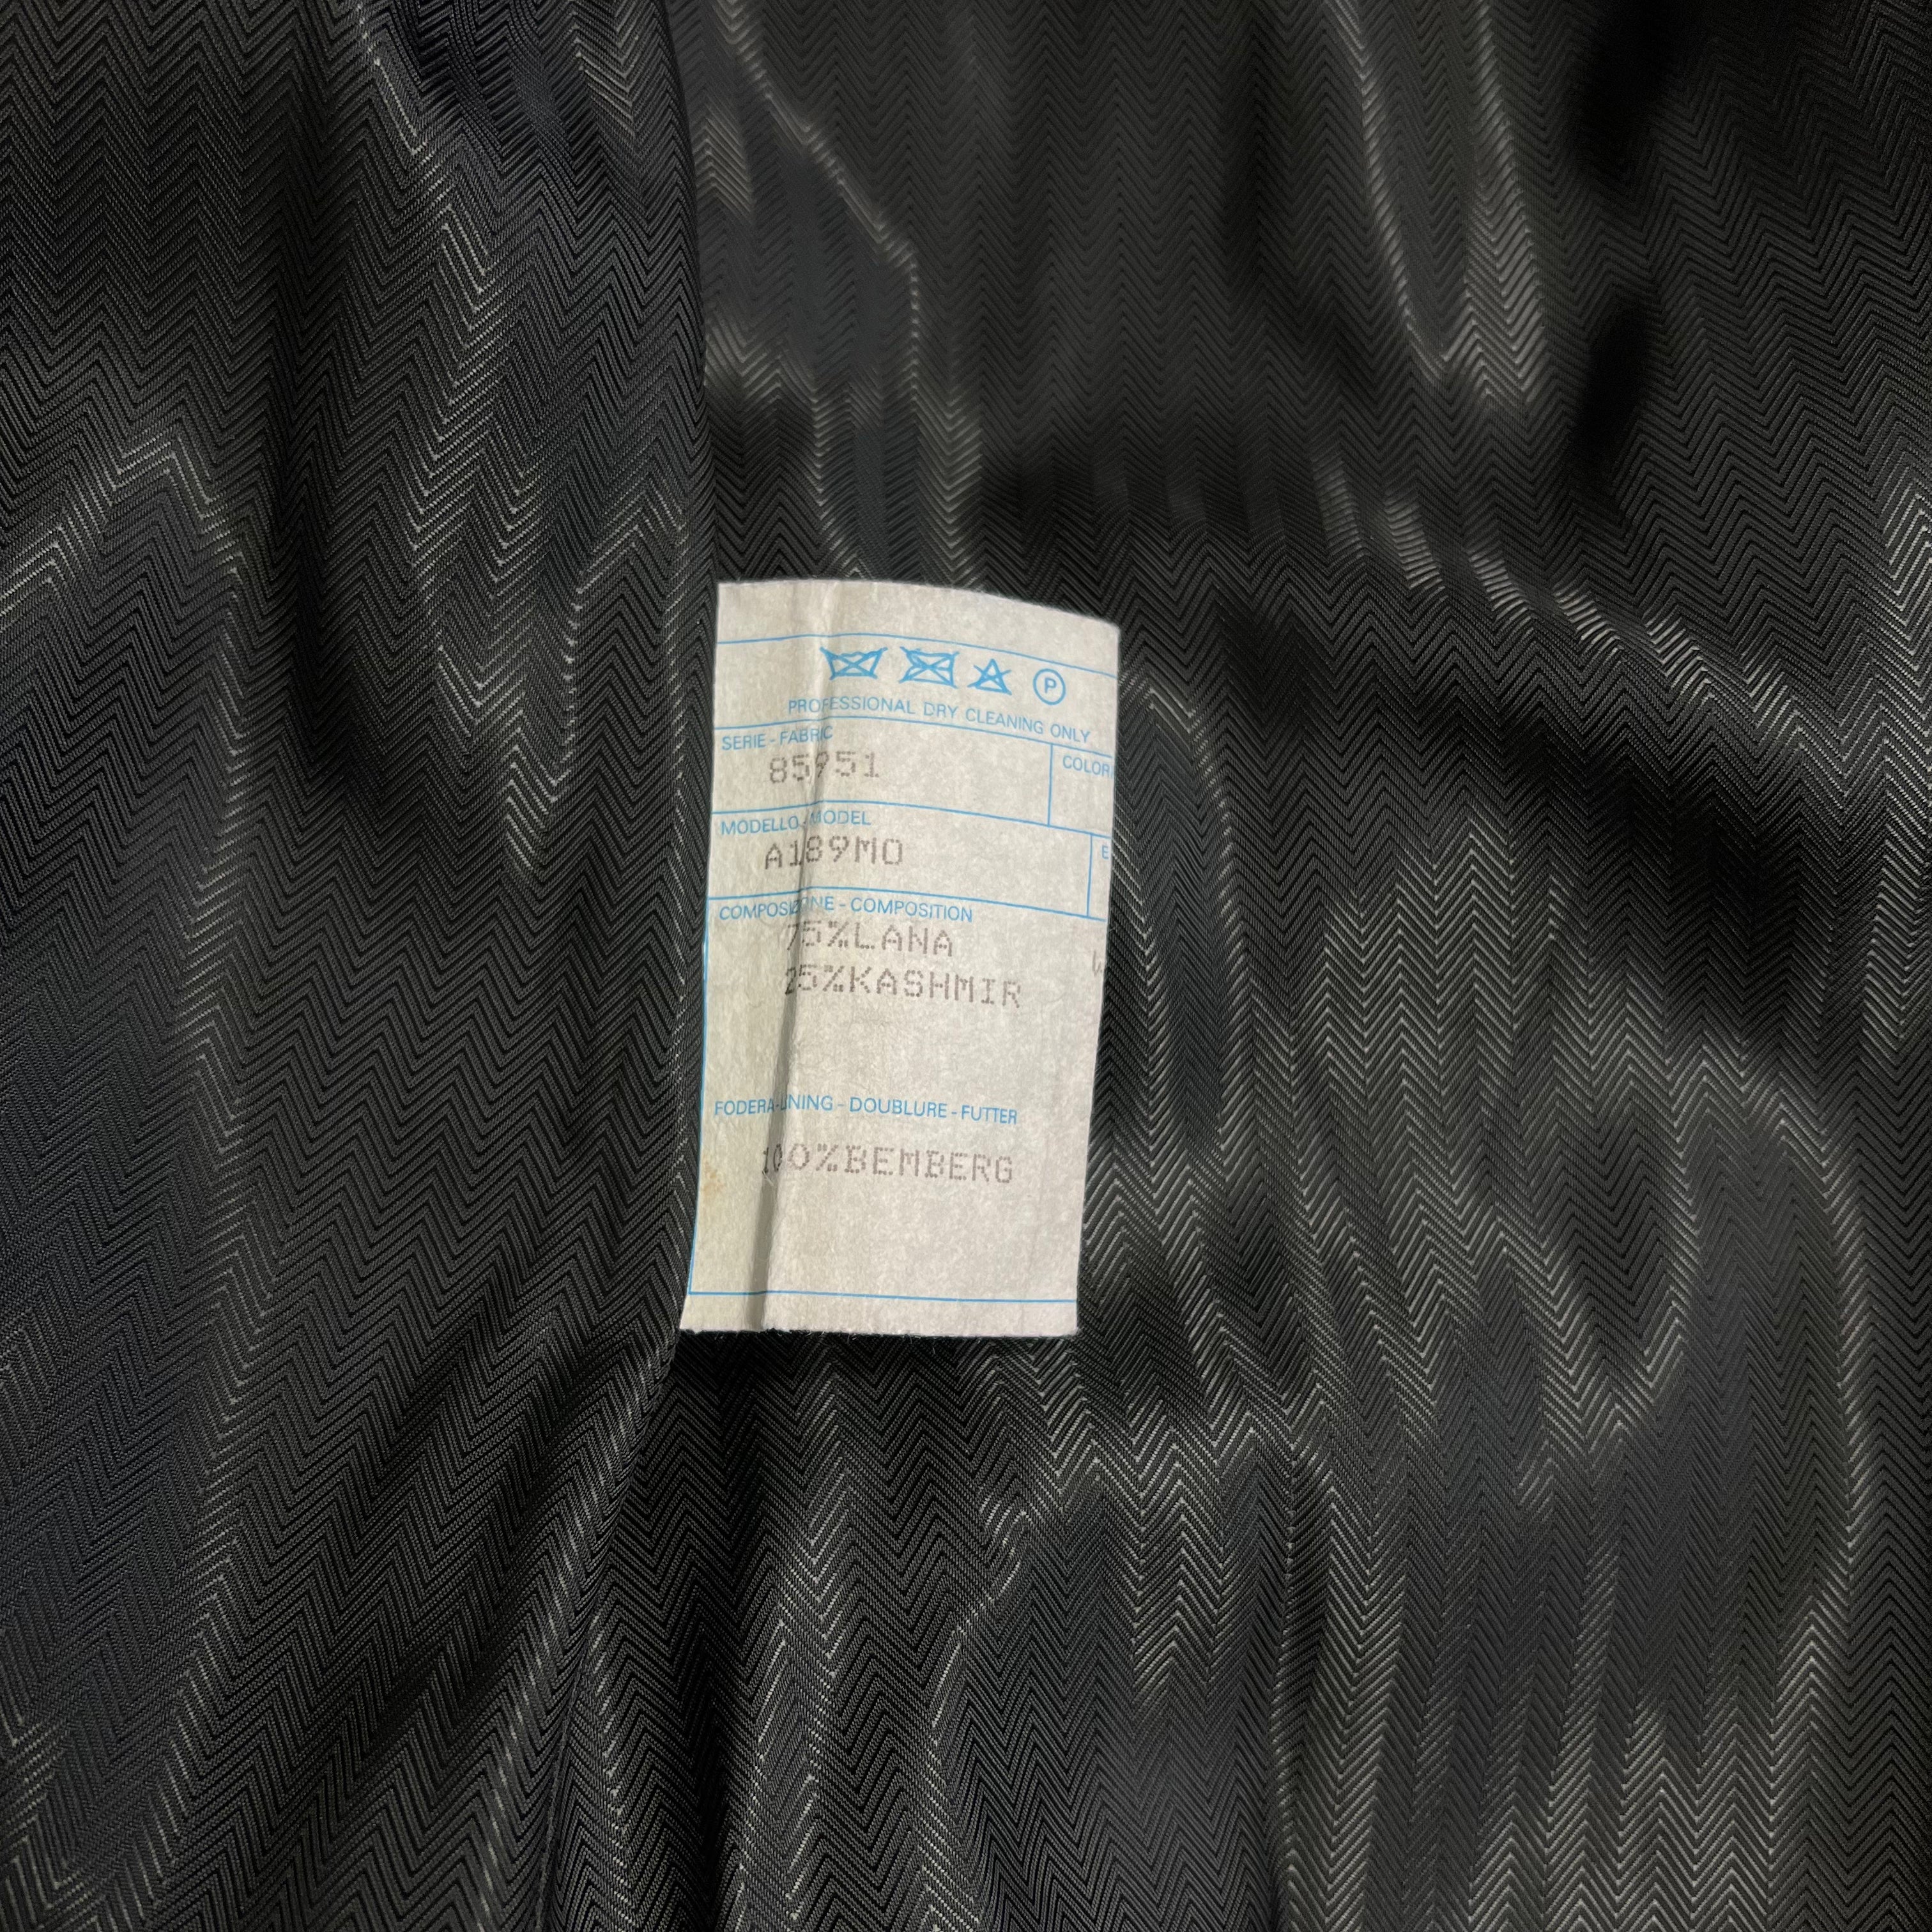 P
PROFESSIONAL DRY CLEANING ONLY
SERIE - FABRIC
COLOR
85951
MODELLO - MODEL
E
A189MO
COMPOSIZIONE - COMPOSITION
75%LANA
25%KASHMIR
FODERA - LINING - DOUBLURE - FUTTER
100%BEMBERG